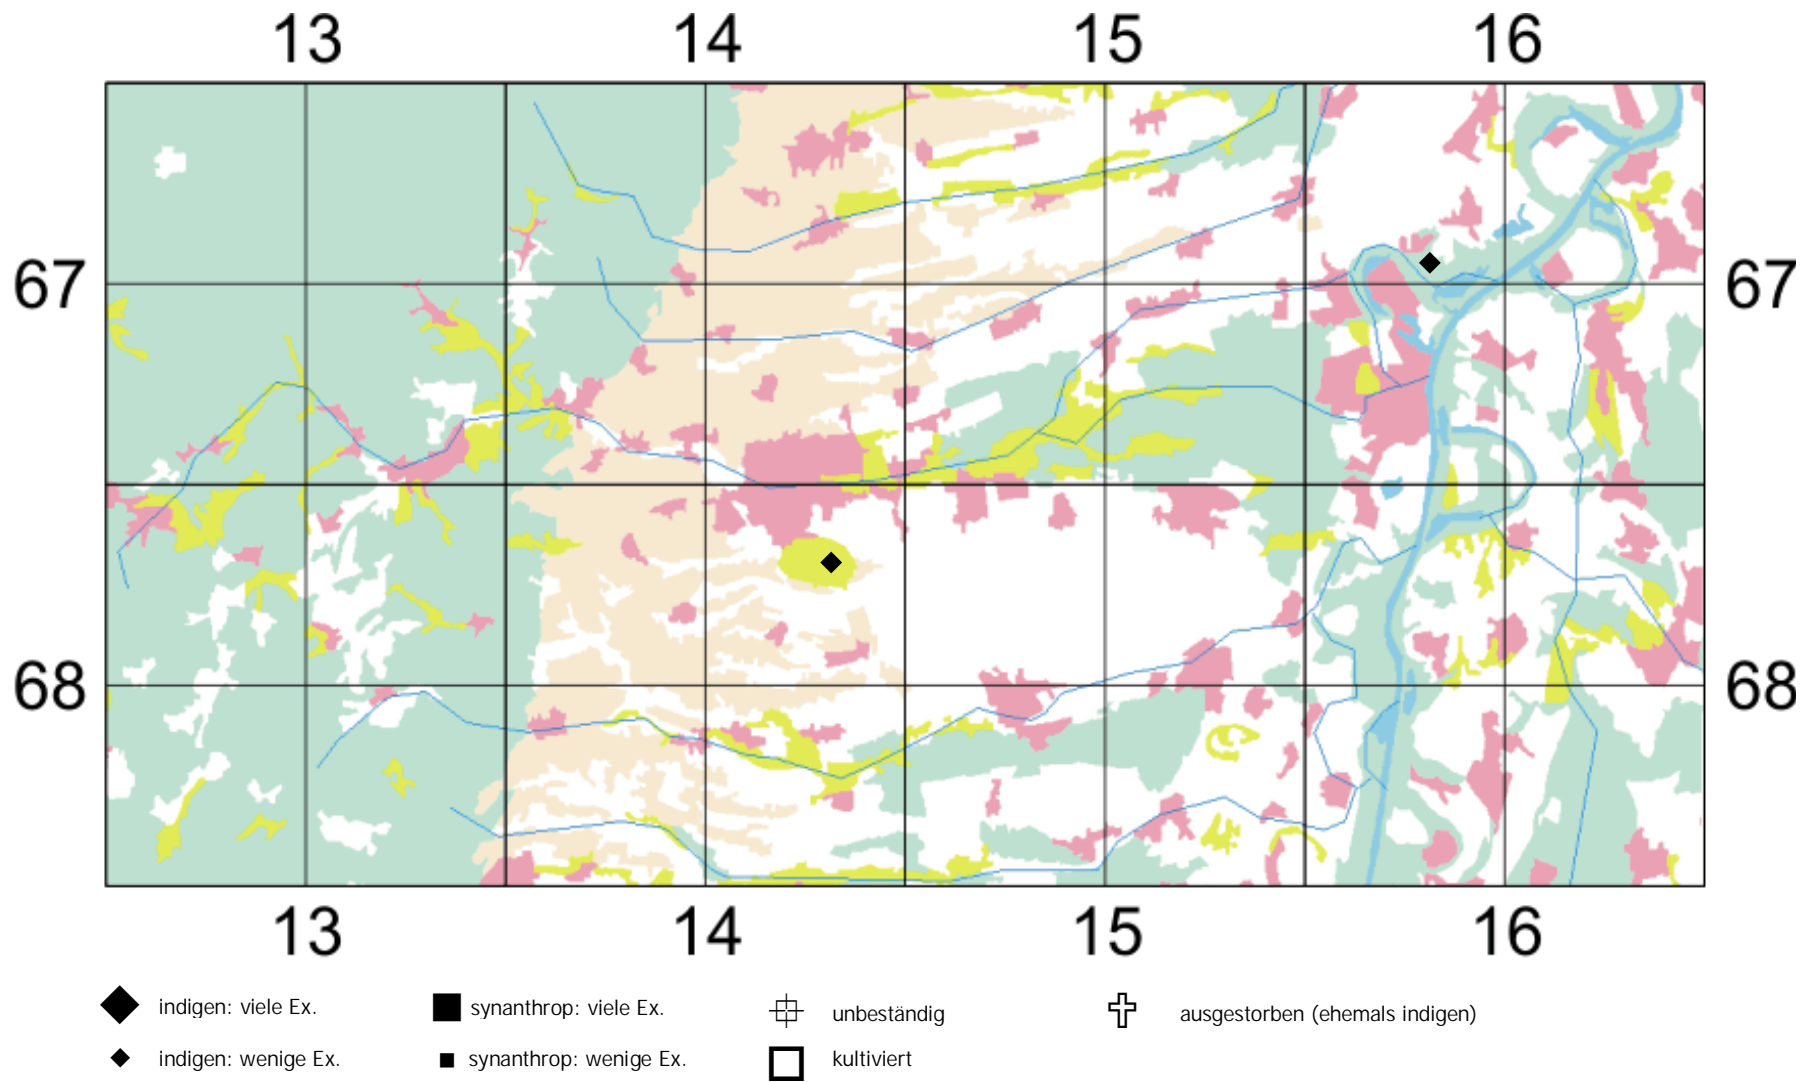 13 14 15 16
67 67
68 68
13 14 15 16
indigen: viele Ex. synanthrop: viele Ex. unbeständig ausgestorben (ehemals indigen)
indigen: wenige Ex. synanthrop: wenige Ex. kultiviert